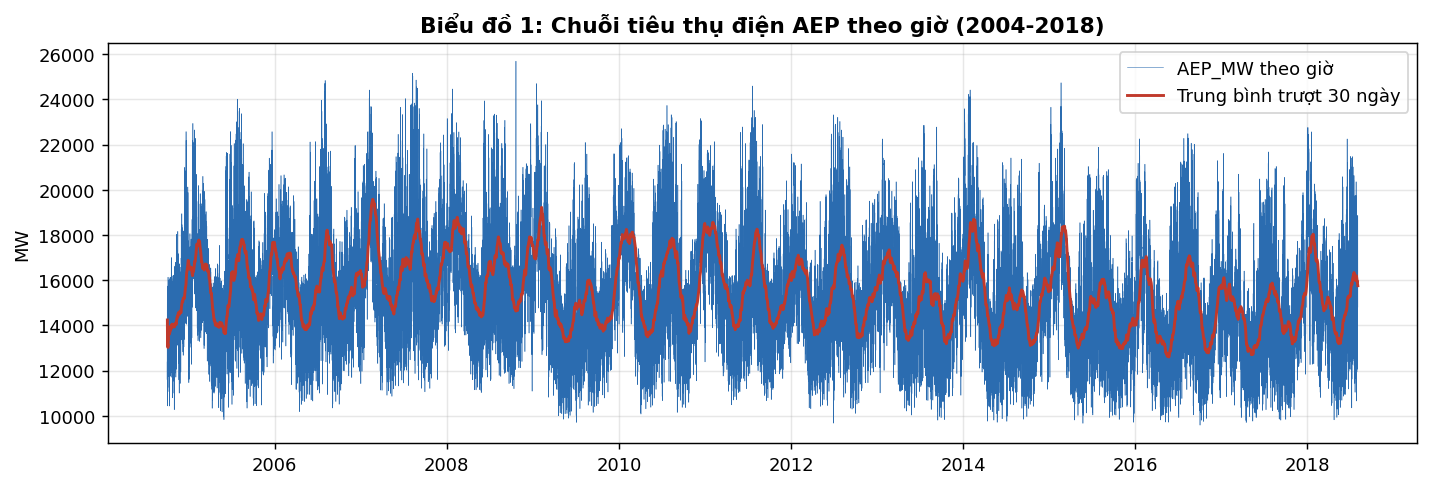 Biểu đồ 1: Chuỗi tiêu thụ điện AEP theo giờ (2004-2018)
AEP_MW theo giờ
Trung bình trượt 30 ngày
MW
26000
24000
22000
20000
18000
16000
14000
12000
10000
2006 2008 2010 2012 2014 2016 2018